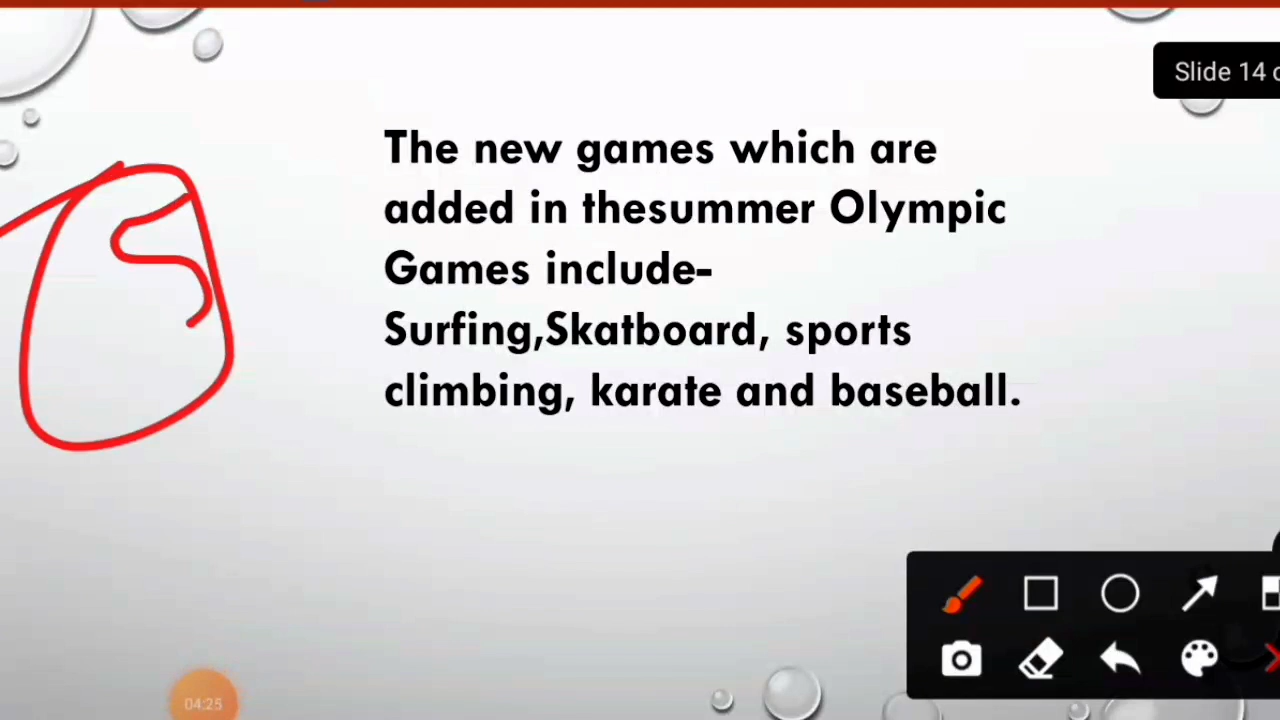 Slide 14
The new games which are
added in thesummer Olympic
Games include-
Surfing,Skatboard, sports
climbing, karate and baseball.
5
04:25